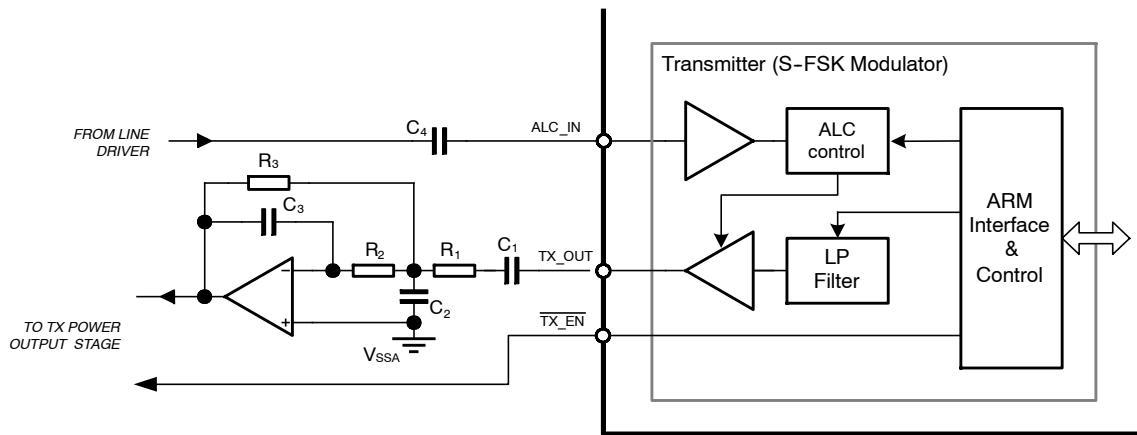 Transmitter (S-FSK Modulator)
FROM LINE
DRIVER
C4
ALC_IN
ALC
control
R3
C3
ARM
Interface
&
Control
R2
R1
C1
TX_OUT
LP
Filter
−
+
C2
TO TX POWER
OUTPUT STAGE
VSSA
TX_EN